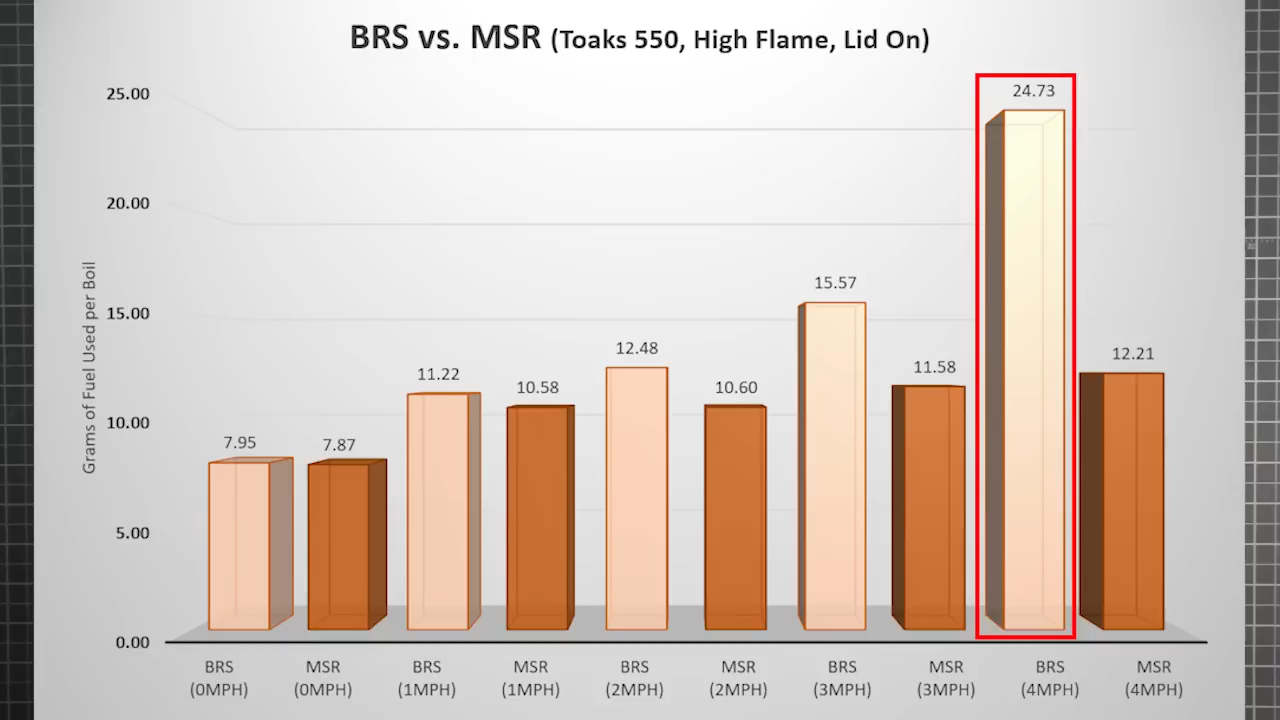 BRS vs. MSR (Toaks 550, High Flame, Lid On)
25.00
20.00
15.00
10.00
5.00
0.00
Grams of Fuel Used per Boil
7.95
7.87
11.22
10.58
12.48
10.60
15.57
11.58
24.73
12.21
BRS
(0MPH)
MSR
(0MPH)
BRS
(1MPH)
MSR
(1MPH)
BRS
(2MPH)
MSR
(2MPH)
BRS
(3MPH)
MSR
(3MPH)
BRS
(4MPH)
MSR
(4MPH)